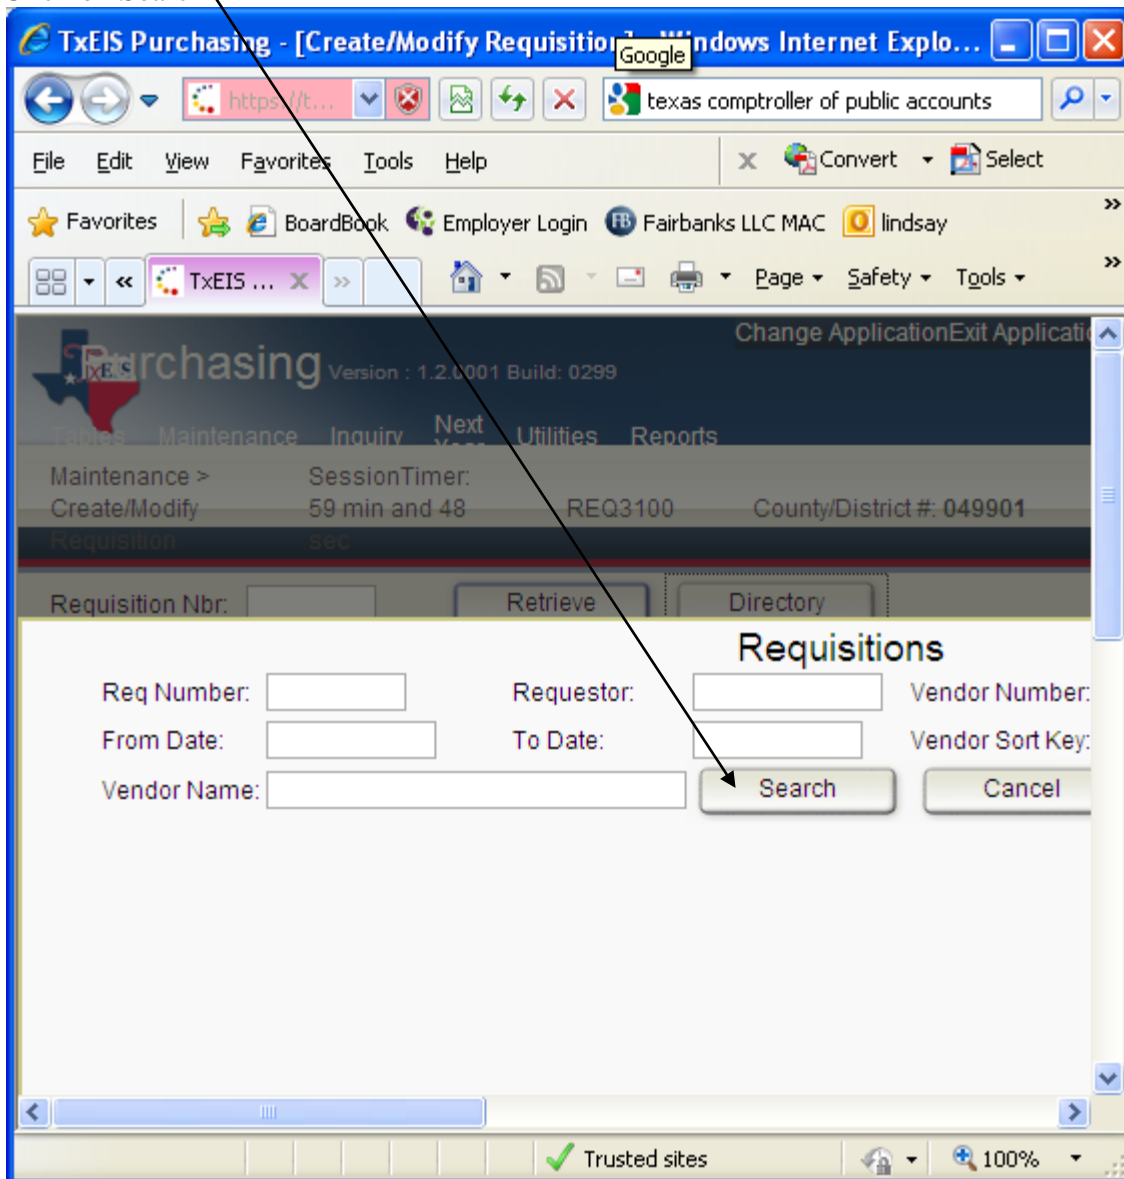 TxEIS Purchasing - [Create/Modify Requisition] - Windows Internet Explo...
Google
https://t...
texas comptroller of public accounts
File Edit View Favorites Tools Help
x Convert Select
Favorites BoardBook Employer Login Fairbanks LLC MAC lindsay »
« TxEIS ... X » Page Safety Tools »
Change ApplicationExit Applicatio
TxEIS
Purchasing Version : 1.2.0001 Build: 0299
Tables Maintenance Inquiry Next Year Utilities Reports
Maintenance > SessionTimer:
Create/Modify 59 min and 48 REQ3100 County/District #: 049901
Requisition sec
Requisition Nbr: Retrieve Directory
Requisitions
Req Number: Requestor: Vendor Number:
From Date: To Date: Vendor Sort Key:
Vendor Name: Search Cancel
Trusted sites 100%